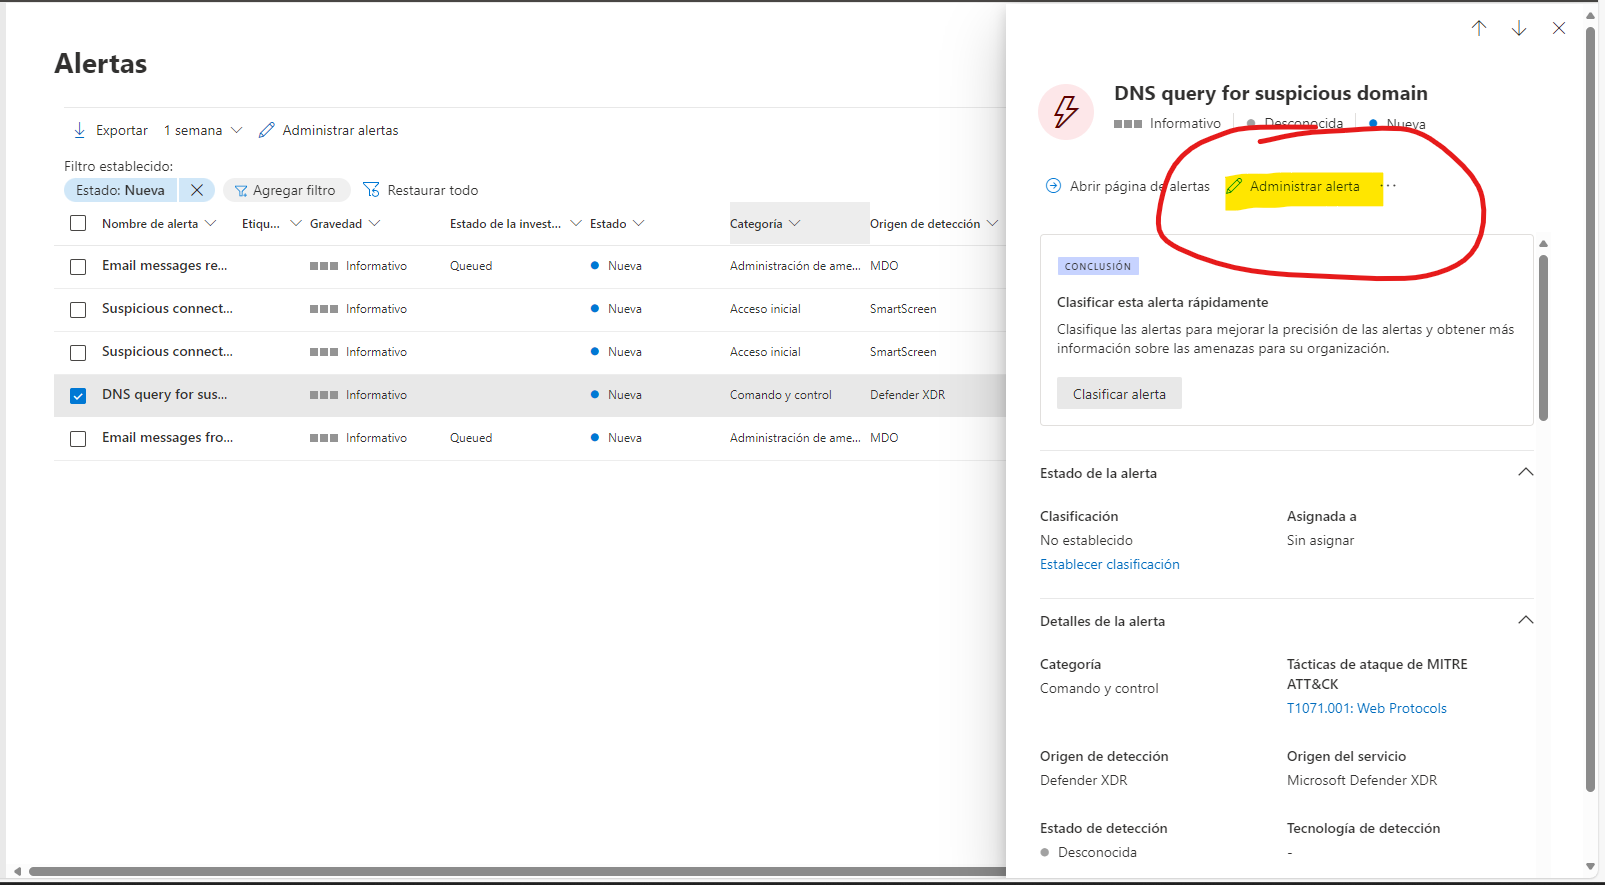 Alertas
Exportar 1 semana Administrar alertas
Filtro establecido:
Estado: Nueva Agregar filtro Restaurar todo
Nombre de alerta Etiqu... Gravedad Estado de la invest... Estado Categoría Origen de detección
Email messages re... Informativo Queued Nueva Administración de ame... MDO
Suspicious connect... Informativo Nueva Acceso inicial SmartScreen
Suspicious connect... Informativo Nueva Acceso inicial SmartScreen
DNS query for sus... Informativo Nueva Comando y control Defender XDR
Email messages fro... Informativo Queued Nueva Administración de ame... MDO
DNS query for suspicious domain
Informativo Desconocida Nueva
Abrir página de alertas Administrar alerta ...
CONCLUSIÓN
Clasificar esta alerta rápidamente
Clasifique las alertas para mejorar la precisión de las alertas y obtener más
información sobre las amenazas para su organización.
Clasificar alerta
Estado de la alerta
Clasificación Asignada a
No establecido Sin asignar
Establecer clasificación
Detalles de la alerta
Categoría Tácticas de ataque de MITRE
ATT&CK
Comando y control
T1071.001: Web Protocols
Origen de detección Origen del servicio
Defender XDR Microsoft Defender XDR
Estado de detección Tecnología de detección
Desconocida -